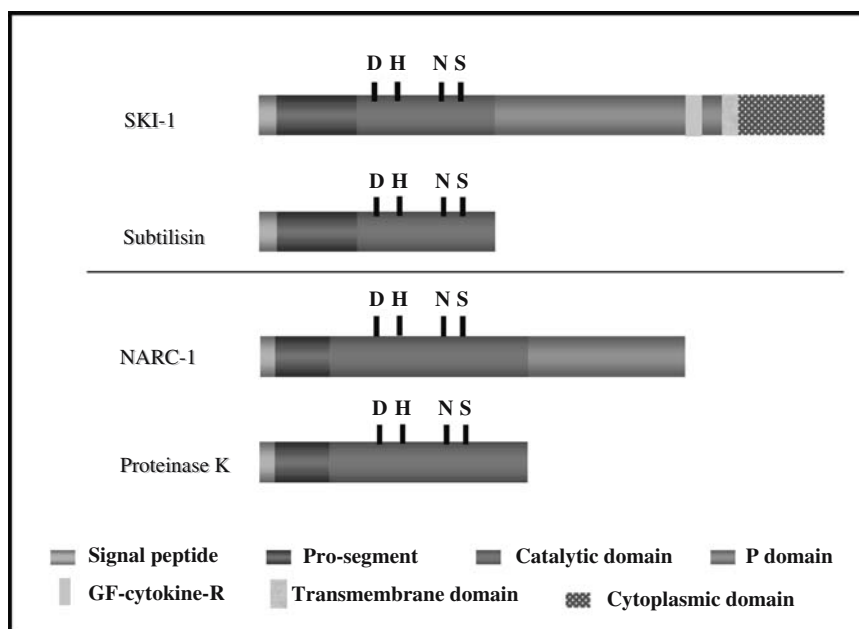 D H N S
SKI-1
D H N S
Subtilisin
D H N S
NARC-1
D H N S
Proteinase K
Signal peptide Pro-segment Catalytic domain P domain
GF-cytokine-R Transmembrane domain Cytoplasmic domain